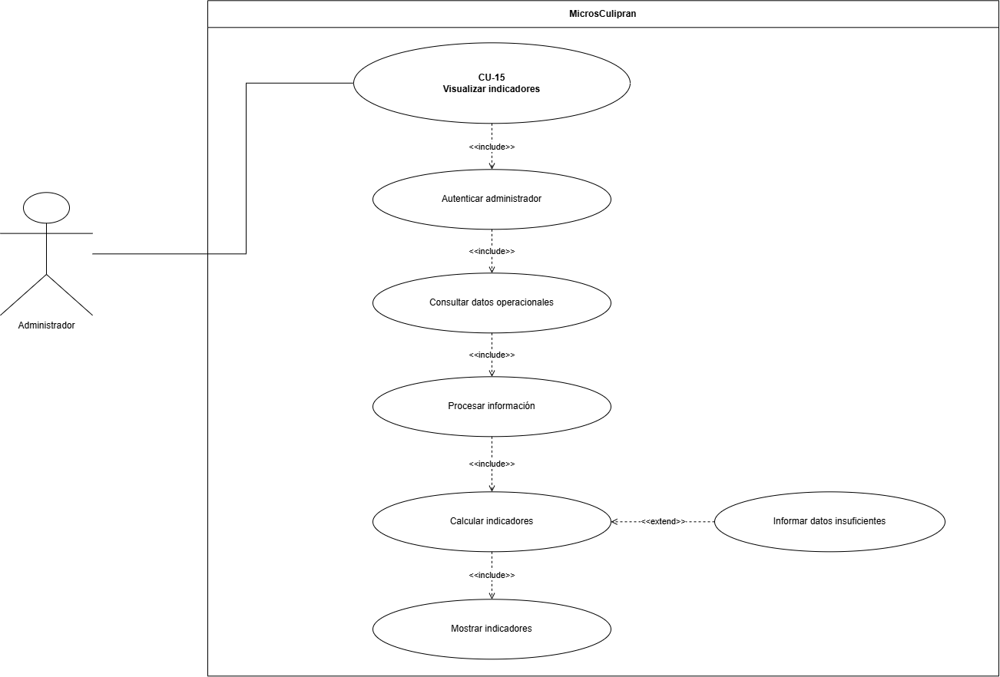 MicrosCulipran
CU-15
Visualizar indicadores
<<include>>
Autenticar administrador
<<include>>
Consultar datos operacionales
<<include>>
Procesar información
<<include>>
Calcular indicadores
<<extend>>
Informar datos insuficientes
<<include>>
Mostrar indicadores
Administrador